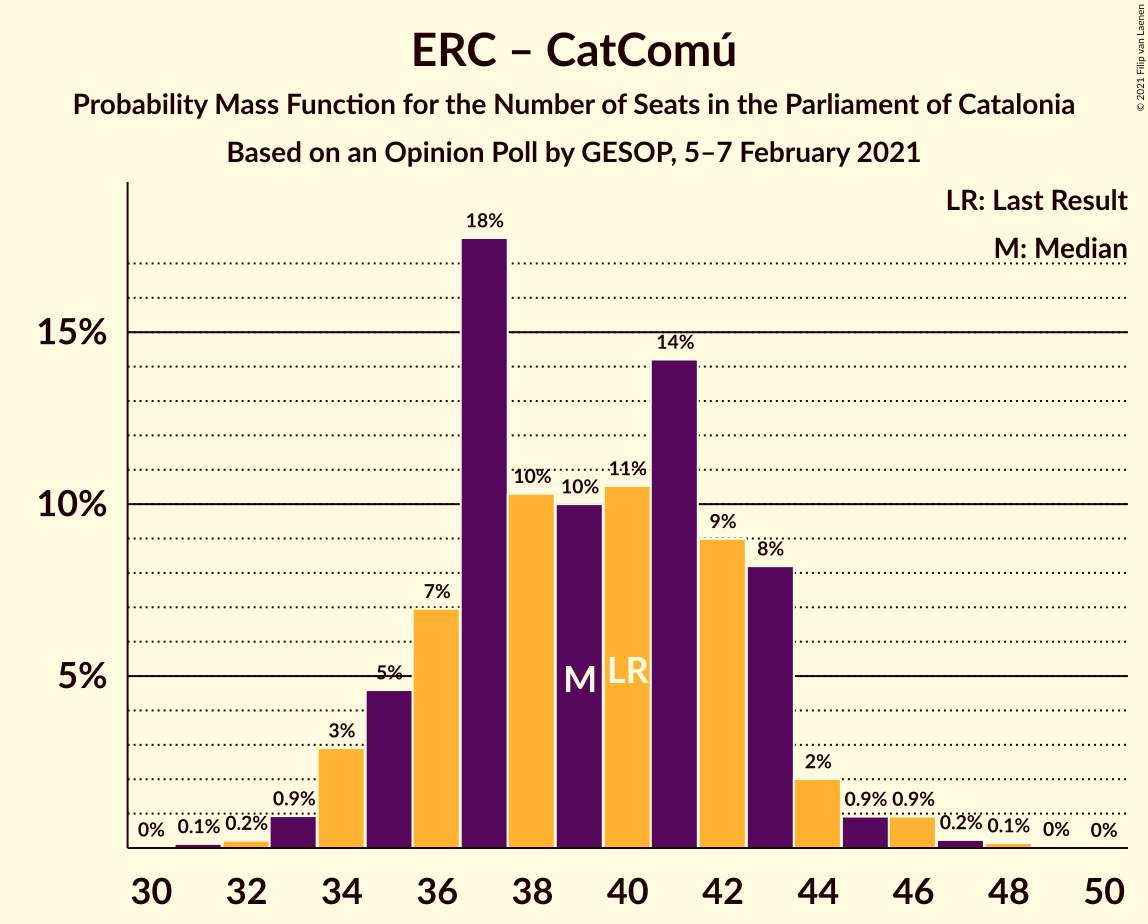 ERC – CatComú
Probability Mass Function for the Number of Seats in the Parliament of Catalonia
Based on an Opinion Poll by GESOP, 5–7 February 2021
© 2021 Filip van Laenen
LR: Last Result
M: Median
15%
10%
5%
0%
0.1%
0.2%
0.9%
3%
5%
7%
18%
10%
10%
11%
14%
9%
8%
2%
0.9%
0.9%
0.2%
0.1%
0%
0%
M
LR
30 32 34 36 38 40 42 44 46 48 50